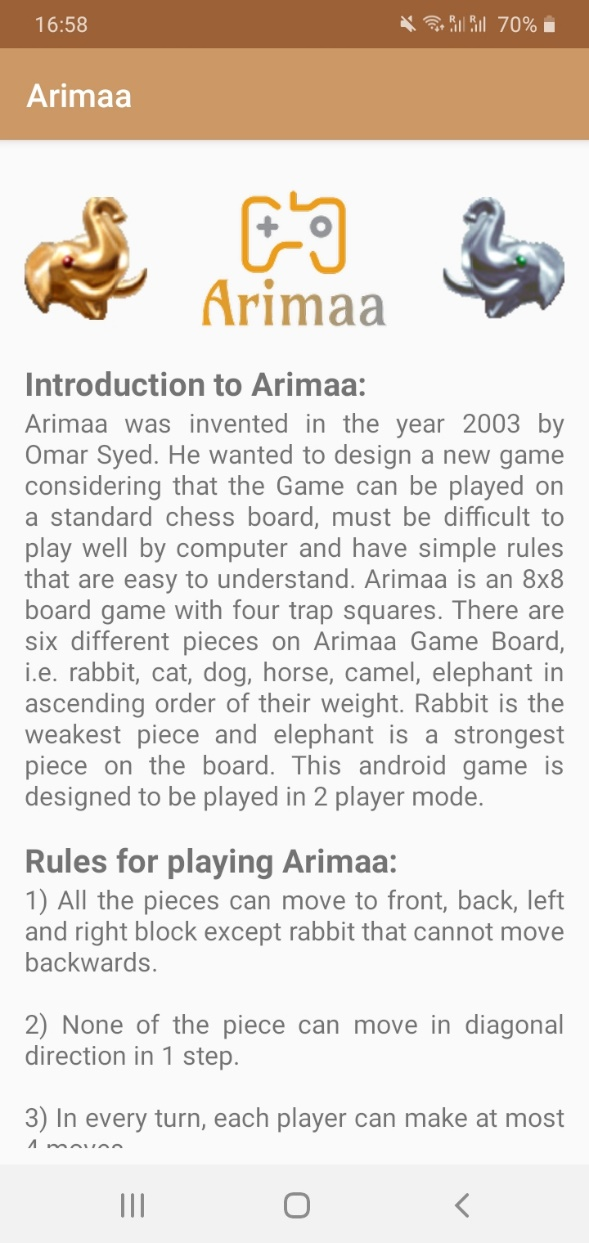 16:58
R R 70%
Arimaa
Arimaa
Introduction to Arimaa:
Arimaa was invented in the year 2003 by
Omar Syed. He wanted to design a new game
considering that the Game can be played on
a standard chess board, must be difficult to
play well by computer and have simple rules
that are easy to understand. Arimaa is an 8x8
board game with four trap squares. There are
six different pieces on Arimaa Game Board,
i.e. rabbit, cat, dog, horse, camel, elephant in
ascending order of their weight. Rabbit is the
weakest piece and elephant is a strongest
piece on the board. This android game is
designed to be played in 2 player mode.
Rules for playing Arimaa:
1) All the pieces can move to front, back, left
and right block except rabbit that cannot move
backwards.
2) None of the piece can move in diagonal
direction in 1 step.
3) In every turn, each player can make at most
4 moves